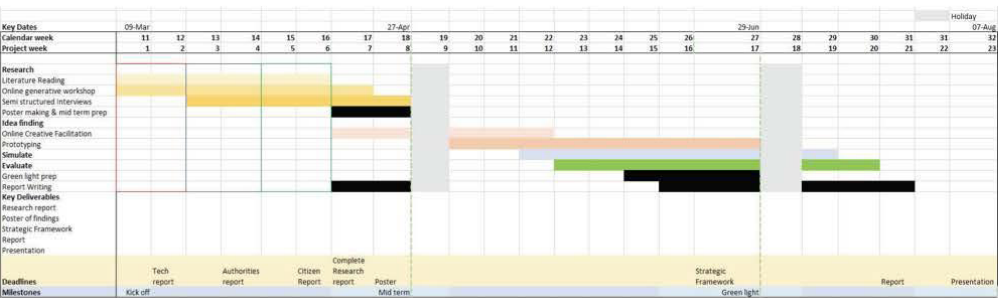 Holiday
Key Dates 09-Mar 27-Apr 29-Jun 07-Aug
Calendar week 11 12 13 14 15 16 17 18 19 20 21 22 23 24 25 26 27 28 29 30 31 31 32
Project week 1 2 3 4 5 6 7 8 9 10 11 12 13 14 15 16 17 18 19 20 21 22 23
Research
Literature Reading
Online generative workshop
Semi structured Interviews
Poster making & mid term prep
Idea finding
Online Creative Facilitation
Prototyping
Simulate
Evaluate
Green light prep
Report Writing
Key Deliverables
Research report
Poster of findings
Strategic Framework
Report
Presentation
Complete
Tech Authorities Citizen Research Strategic
Deadlines report report Report report Poster Framework Report Presentation
Milestones Kick off Mid term Green light